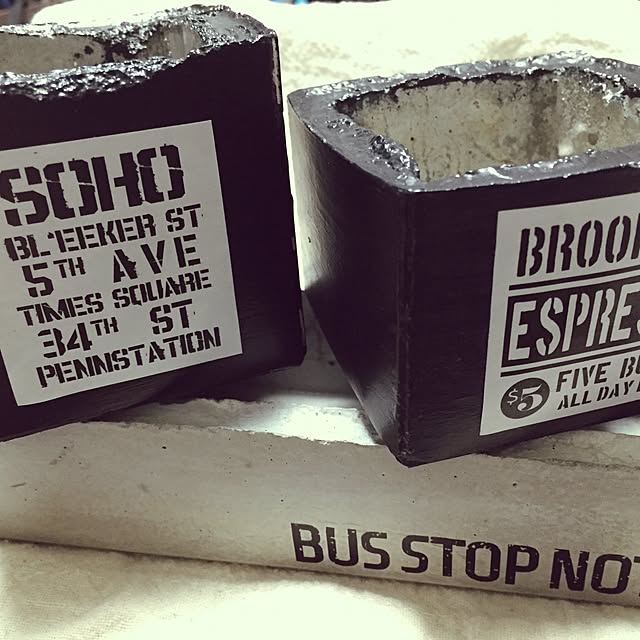 SOHO
BL'EEKER ST
5TH AVE
TIMES SQUARE
34TH ST
PENNSTATION
BROO
ESPRE
$5 FIVE B
ALL DAY
BUS STOP NOT